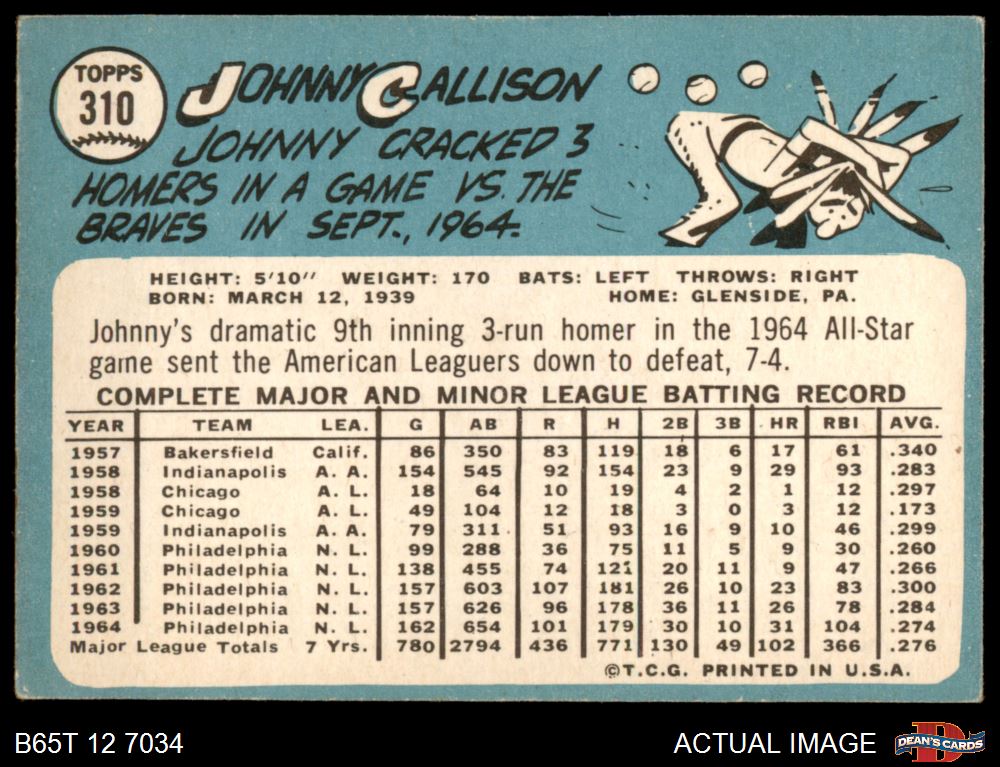 TOPPS
310
JOHNNY CALLISON
JOHNNY CRACKED 3
HOMERS IN A GAME VS. THE
BRAVES IN SEPT., 1964.
HEIGHT: 5'10" WEIGHT: 170 BATS: LEFT THROWS: RIGHT
BORN: MARCH 12, 1939 HOME: GLENSIDE, PA.
Johnny's dramatic 9th inning 3-run homer in the 1964 All-Star
game sent the American Leaguers down to defeat, 7-4.
COMPLETE MAJOR AND MINOR LEAGUE BATTING RECORD
YEAR TEAM LEA. G AB R H 2B 3B HR RBI AVG.
1957 Bakersfield Calif. 86 350 83 119 18 6 17 61 .340
1958 Indianapolis A. A. 154 545 92 154 23 9 29 93 .283
1958 Chicago A. L. 18 64 10 19 4 2 1 12 .297
1959 Chicago A. L. 49 104 12 18 3 0 3 12 .173
1959 Indianapolis A. A. 79 311 51 93 16 9 10 46 .299
1960 Philadelphia N. L. 99 288 36 75 11 5 9 30 .260
1961 Philadelphia N. L. 138 455 74 121 20 11 9 47 .266
1962 Philadelphia N. L. 157 603 107 181 26 10 23 83 .300
1963 Philadelphia N. L. 157 626 96 178 36 11 26 78 .284
1964 Philadelphia N. L. 162 654 101 179 30 10 31 104 .274
Major League Totals 7 Yrs. 780 2794 436 771 130 49 102 366 .276
©T.C.G. PRINTED IN U.S.A.
B65T 12 7034
ACTUAL IMAGE
DEAN'S CARDS